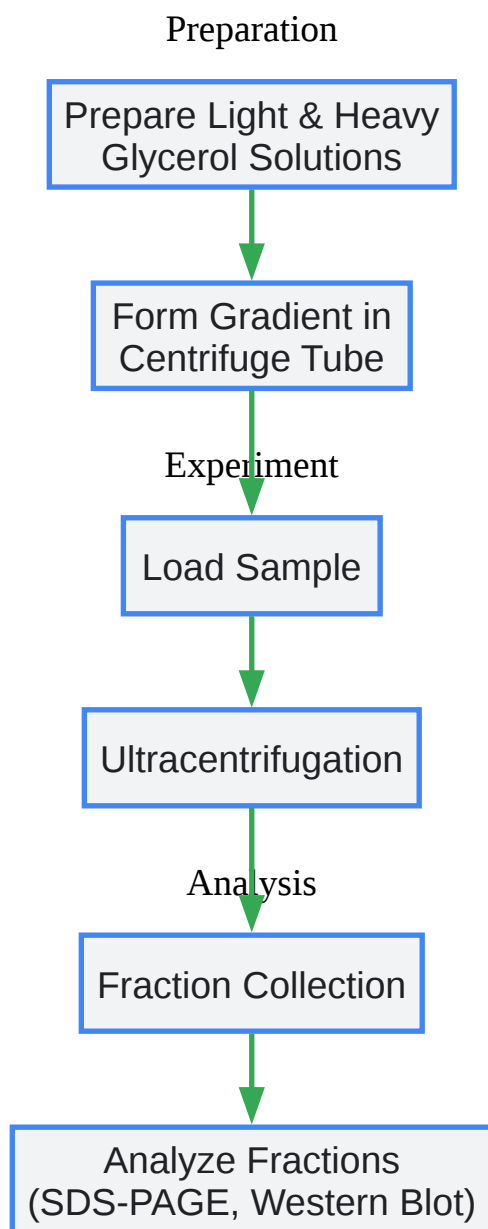 Preparation
Prepare Light & Heavy
Glycerol Solutions
Form Gradient in
Centrifuge Tube
Experiment
Load Sample
Ultracentrifugation
Analysis
Fraction Collection
Analyze Fractions
(SDS-PAGE, Western Blot)